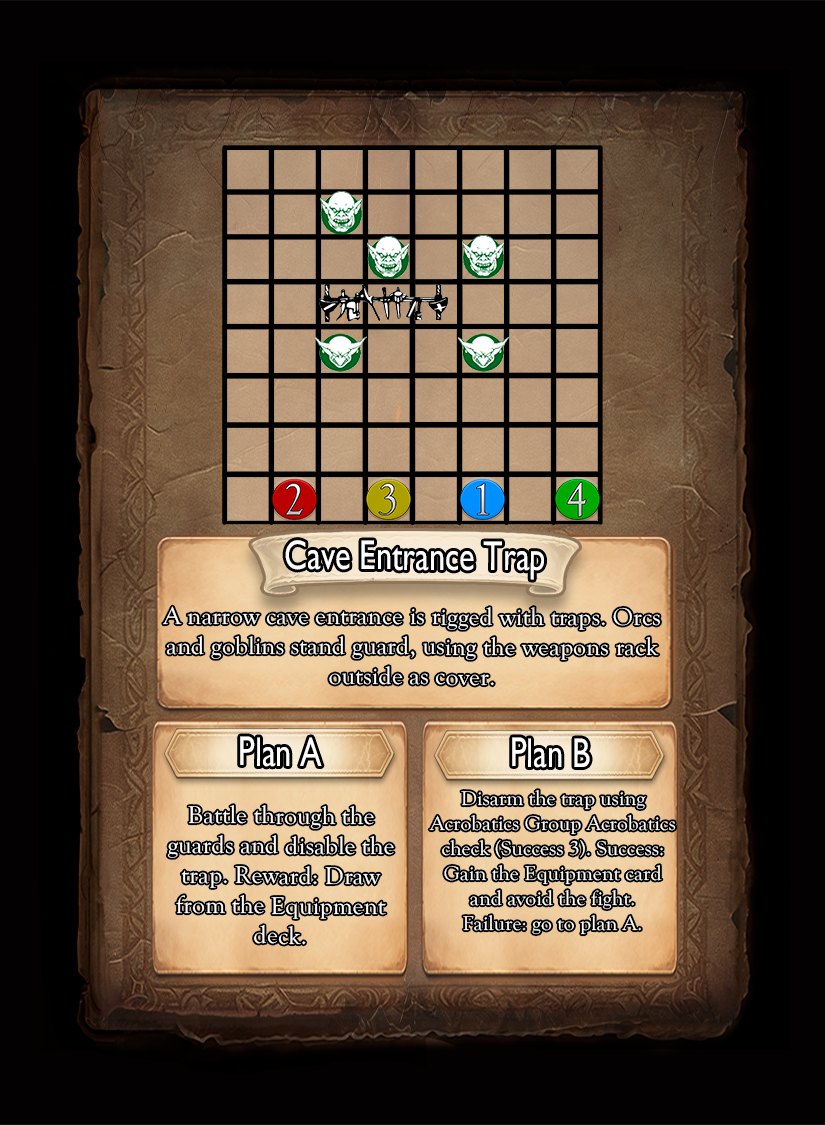 2 3 1 4
Cave Entrance Trap
A narrow cave entrance is rigged with traps. Orcs
and goblins stand guard, using the weapons rack
outside as cover.
Plan A
Battle through the
guards and disable the
trap. Reward: Draw
from the Equipment
deck.
Plan B
Disarm the trap using
Acrobatics Group Acrobatics
check (Success 3). Success:
Gain the Equipment card
and avoid the fight.
Failure: go to plan A.